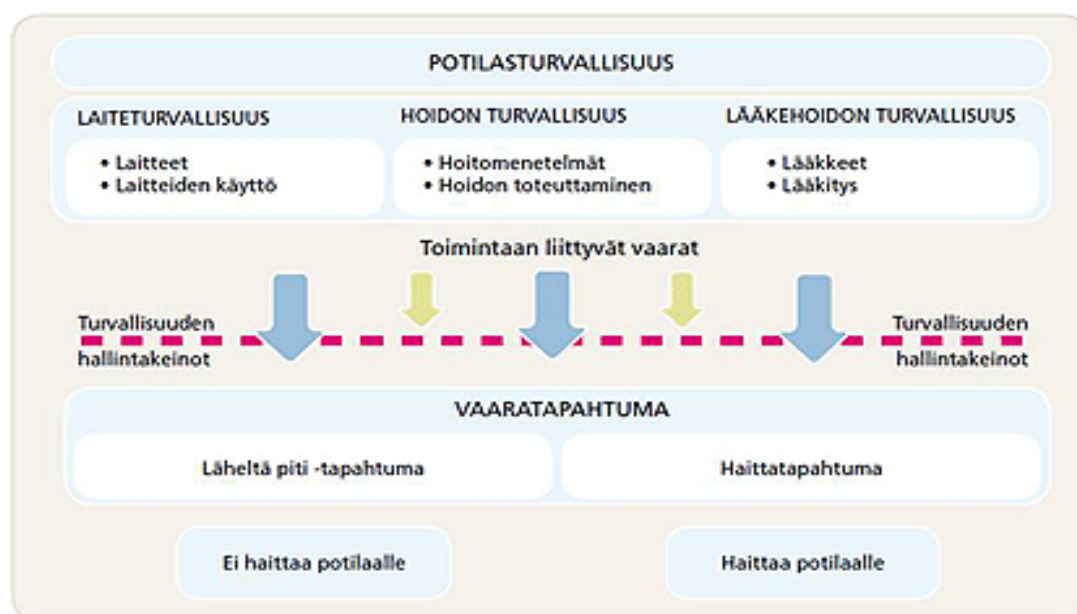 POTILASTURVALLISUUS
LAITETURVALLISUUS
• Laitteet
• Laitteiden käyttö
HOIDON TURVALLISUUS
• Hoitomenetelmät
• Hoidon toteuttaminen
LÄÄKEHOIDON TURVALLISUUS
• Lääkkeet
• Lääkitys
Toimintaan liittyvät vaarat
Turvallisuuden
hallintakeinot
Turvallisuuden
hallintakeinot
VAARATAPAHTUMA
Läheltä piti -tapahtuma
Haittatapahtuma
Ei haittaa potilaalle
Haittaa potilaalle